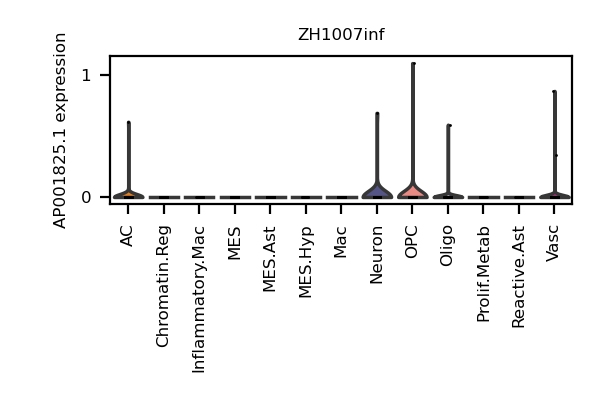 ZH1007inf
AP001825.1 expression
1
0
AC
Chromatin.Reg
Inflammatory.Mac
MES
MES.Ast
MES.Hyp
Mac
Neuron
OPC
Oligo
Prolif.Metab
Reactive.Ast
Vasc